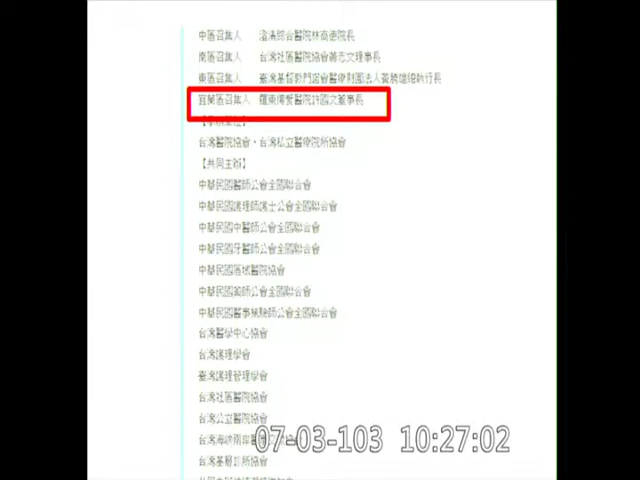 中區召集人 澄清綜合醫院林高德院長
南區召集人 台灣社區醫院協會 志文理事長
東區召集人 臺灣基督教門諾會醫療財團法人黃勝雄總執行長
宜蘭區召集人 羅東博愛醫院許國文董事長
台灣醫院協會、台灣私立醫療院所協會
【共同主辦】
中華民國醫師公會全國聯合會
中華民國護理師護士公會全國聯合會
中華民國中醫師公會全國聯合會
中華民國牙醫師公會全國聯合會
中華民國區域醫院協會
中華民國藥師公會全國聯合會
中華民國醫事檢驗師公會全國聯合會
台灣醫學中心協會
台灣護理學會
臺灣護理管理學會
台灣社區醫院協會
台灣公立醫院協會
台灣海峽兩岸醫
07-03-103 10:27:02
台灣基層 協會